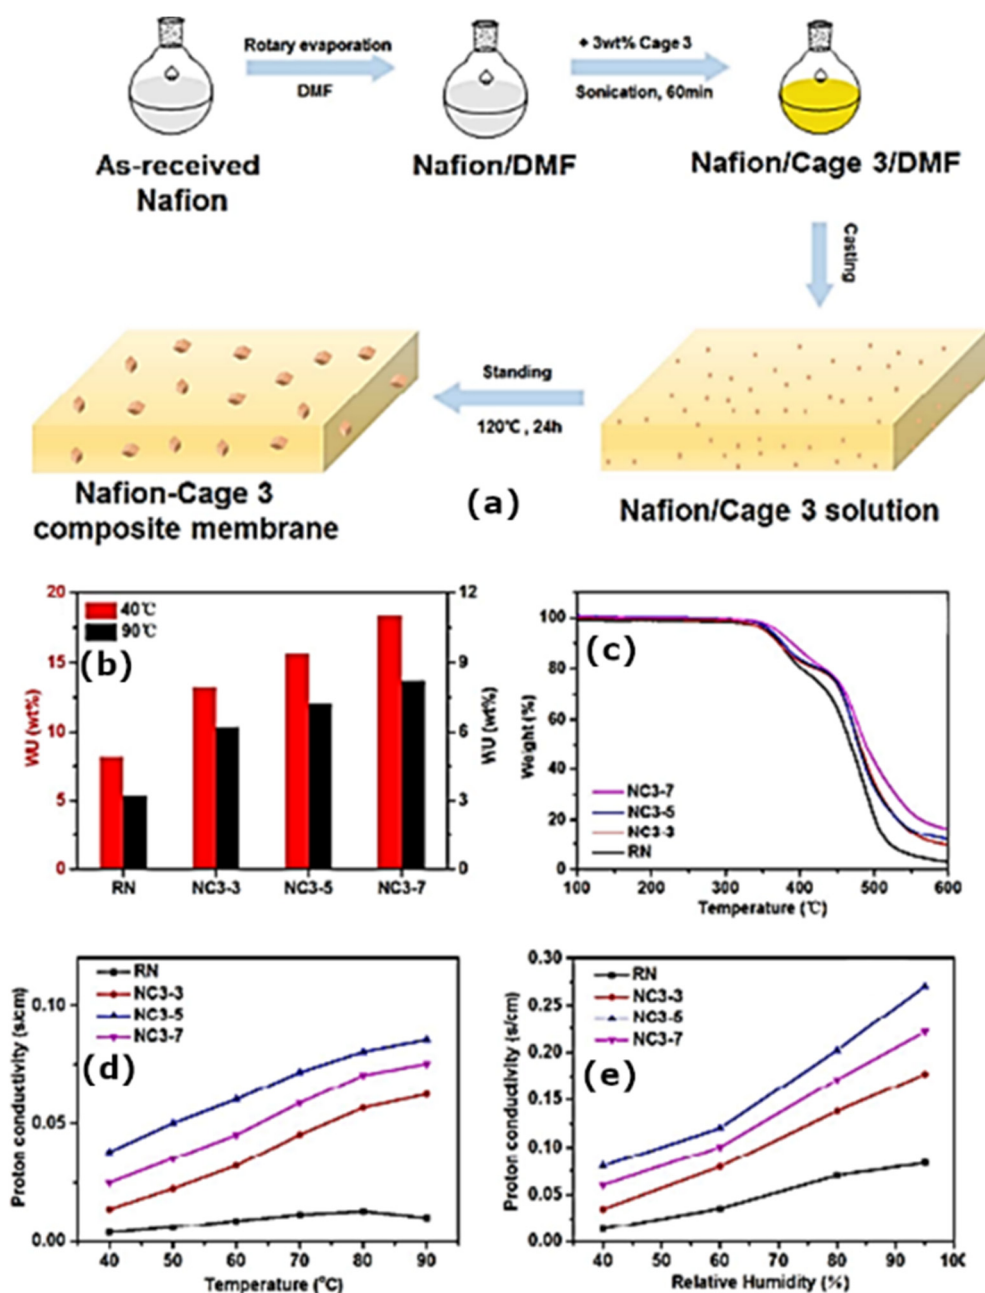 Rotary evaporation
DMF
+ 3wt% Cage 3
Sonication, 60min
As-received
Nafion
Nafion/DMF
Nafion/Cage 3/DMF
Casting
Standing
120℃, 24h
Nafion-Cage 3
composite membrane
(a)
Nafion/Cage 3 solution
20
15
10
5
0
WU (wt%)
40℃
90℃
(b)
12
9
6
3
0
WU (wt%)
RN
NC3-3
NC3-5
NC3-7
100
80
60
40
20
0
Weight (%)
(c)
NC3-7
NC3-5
NC3-3
RN
100
200
300
400
500
600
Temperature (℃)
0.10
0.05
0.00
Proton conductivity (s/cm)
RN
NC3-3
NC3-5
NC3-7
(d)
40
50
60
70
80
90
Temperature (°C)
0.30
0.25
0.20
0.15
0.10
0.05
0.00
Proton conductivity (s/cm)
RN
NC3-3
NC3-5
NC3-7
(e)
40
50
60
70
80
90
100
Relative Humidity (%)